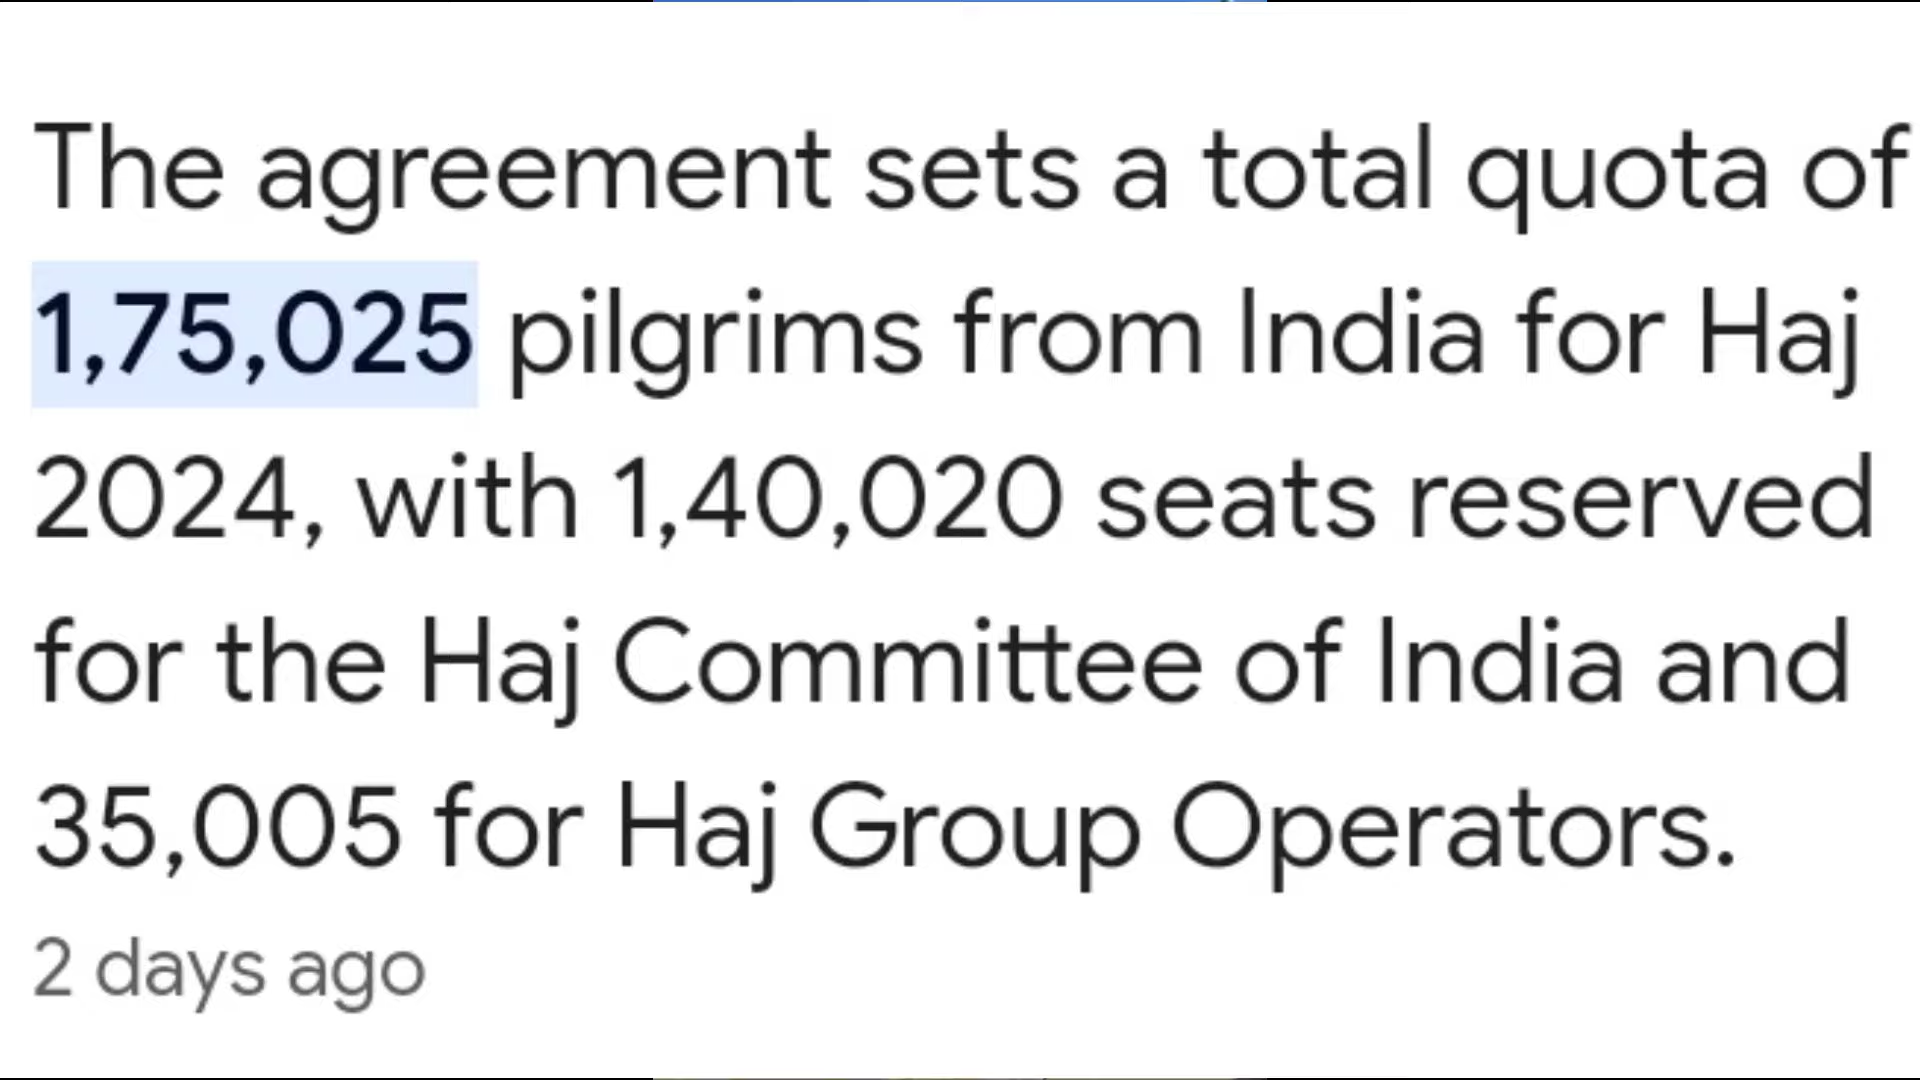 The agreement sets a total quota of
1,75,025 pilgrims from India for Haj
2024, with 1,40,020 seats reserved
for the Haj Committee of India and
35,005 for Haj Group Operators.
2 days ago